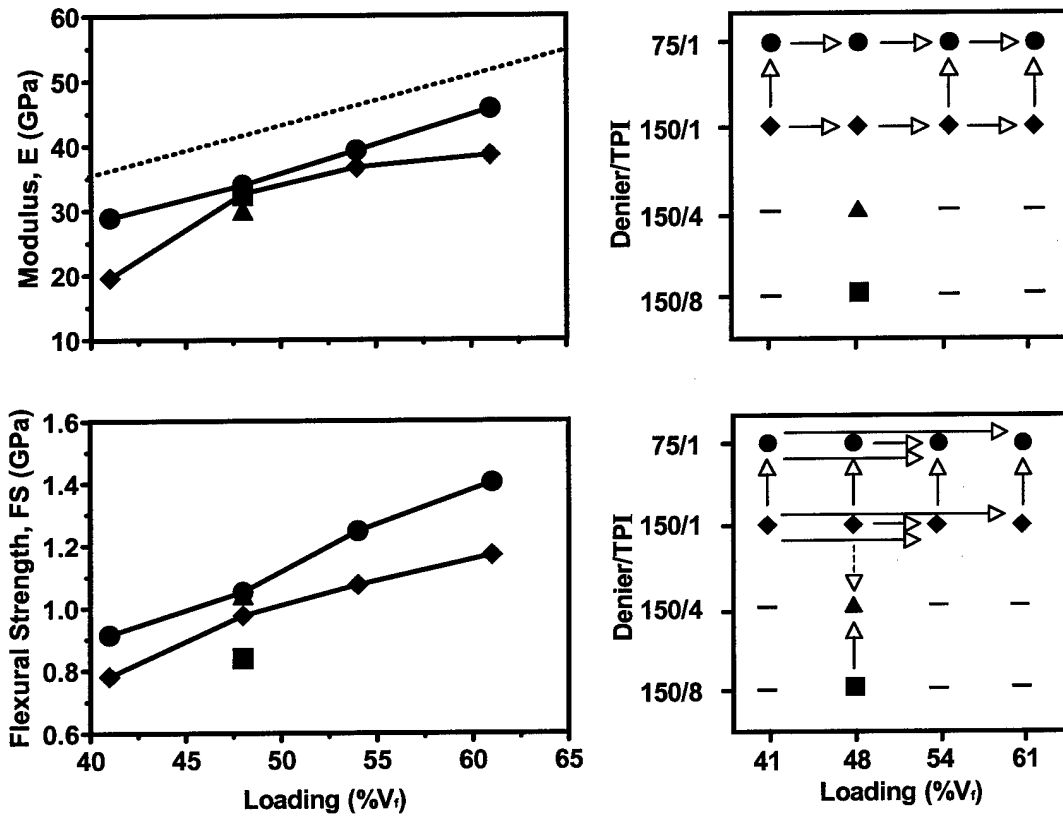 Modulus, E (GPa)
60
50
40
30
20
10
Denier/TPI
75/1
150/1
150/4
150/8
Flexural Strength, FS (GPa)
1.6
1.4
1.2
1.0
0.8
0.6
40 45 50 55 60 65
Loading (%Vf)
Denier/TPI
75/1
150/1
150/4
150/8
41 48 54 61
Loading (%Vf)